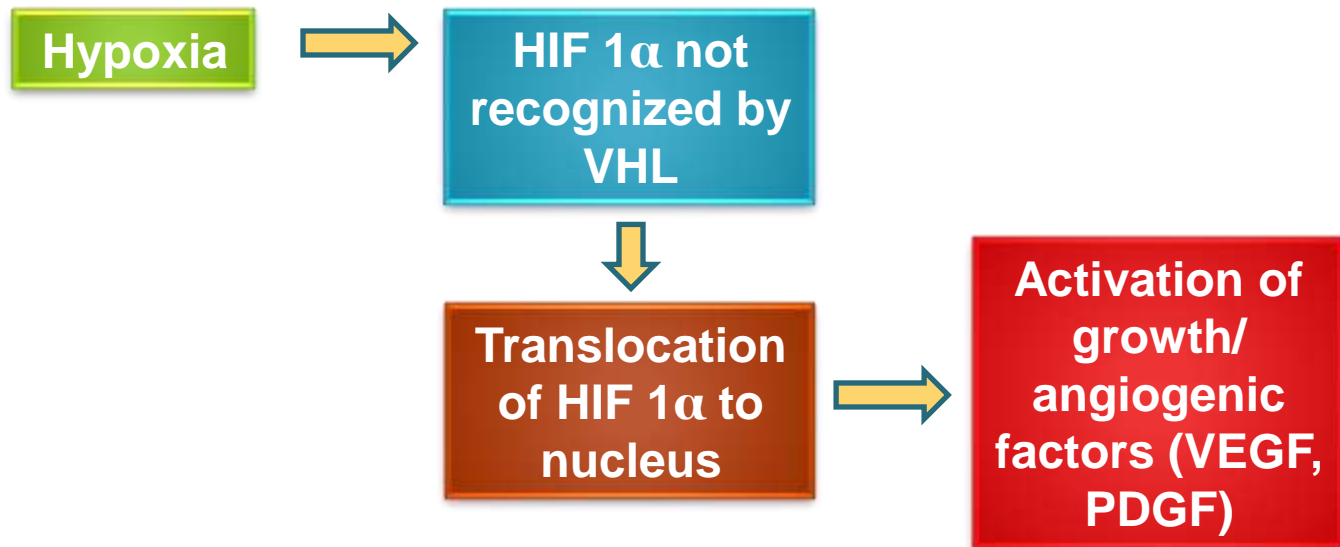 Hypoxia
HIF 1α not
recognized by
VHL
Translocation
of HIF 1α to
nucleus
Activation of
growth/
angiogenic
factors (VEGF,
PDGF)